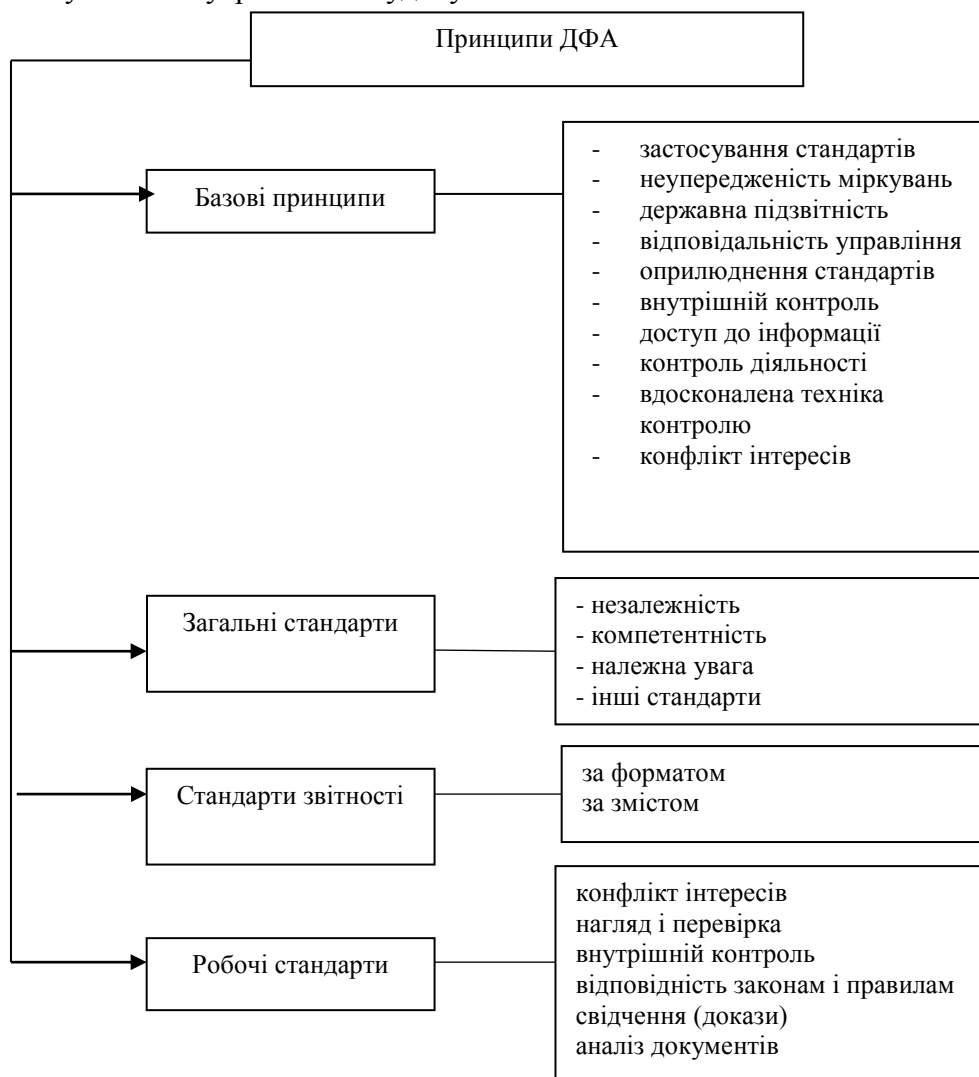 Принципи ДФА
Базові принципи
- застосування стандартів
- неупередженість міркувань
- державна підзвітність
- відповідальність управління
- оприлюднення стандартів
- внутрішній контроль
- доступ до інформації
- контроль діяльності
- вдосконалена техніка
контролю
- конфлікт інтересів
Загальні стандарти
- незалежність
- компетентність
- належна увага
- інші стандарти
Стандарти звітності
за форматом
за змістом
Робочі стандарти
конфлікт інтересів
нагляд і перевірка
внутрішній контроль
відповідність законам і правилам
свідчення (докази)
аналіз документів